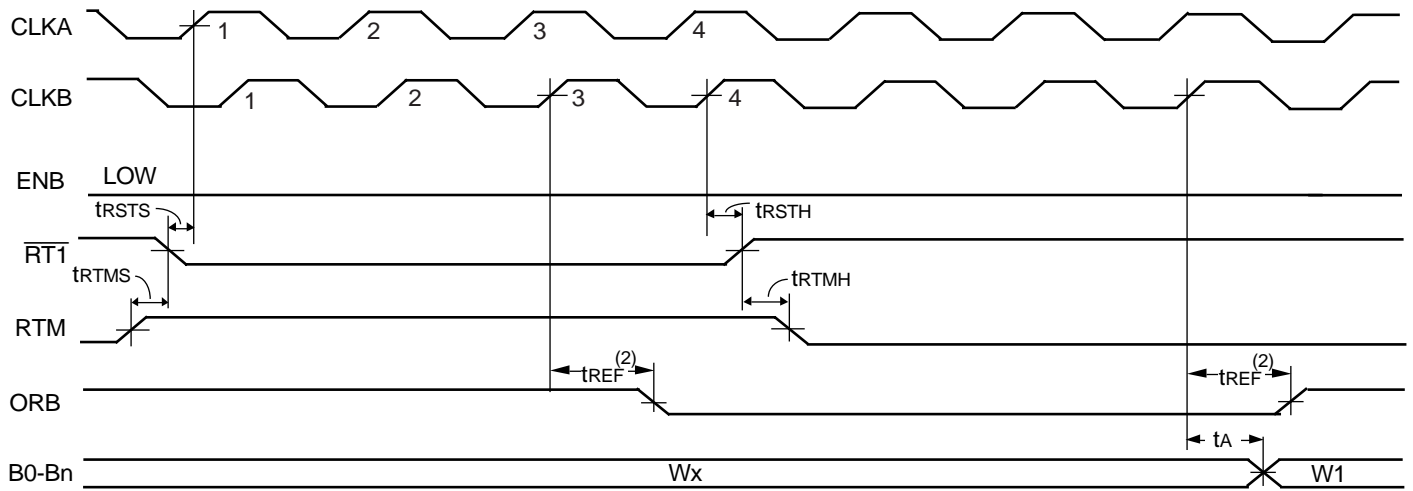 CLKA 1 2 3 4
CLKB 1 2 3 4
ENB LOW
tRSTS tRSTH
RT1
tRTMS tRTMH
RTM
tREF(2) tREF(2)
ORB
tA
B0-Bn Wx W1